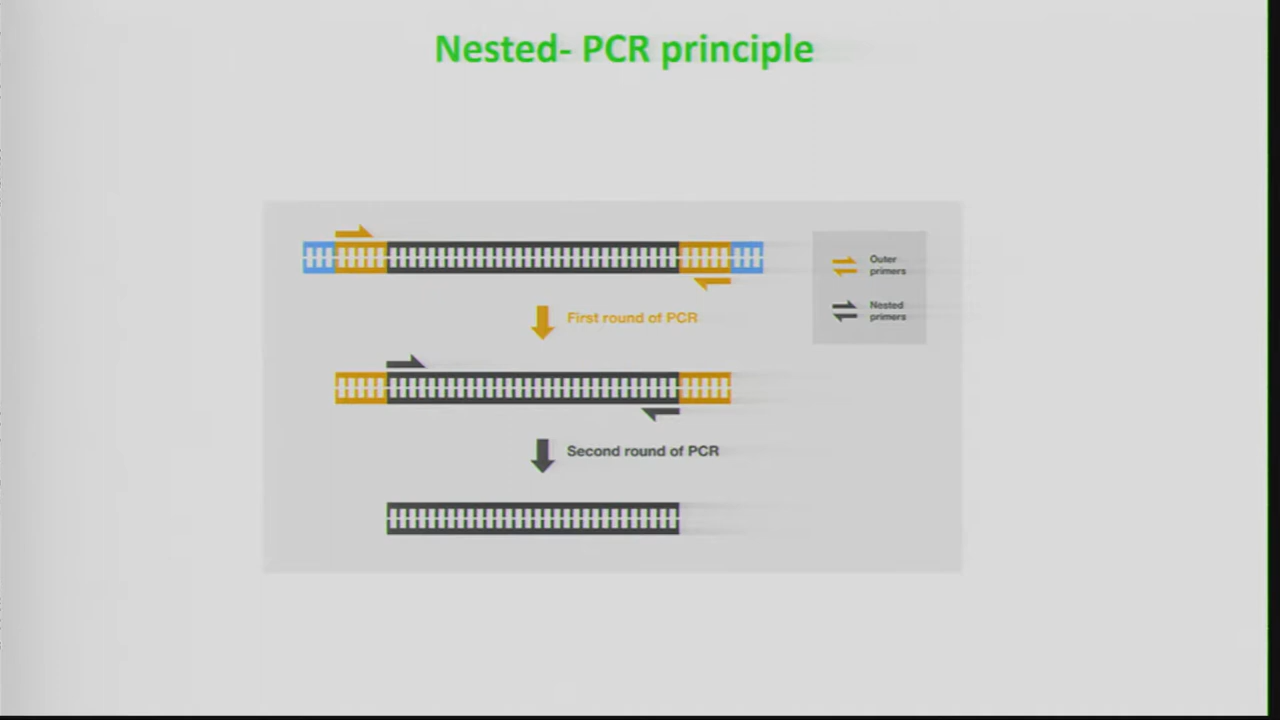 Nested- PCR principle
Outer
primers
First round of PCR
Nested
primers
Second round of PCR